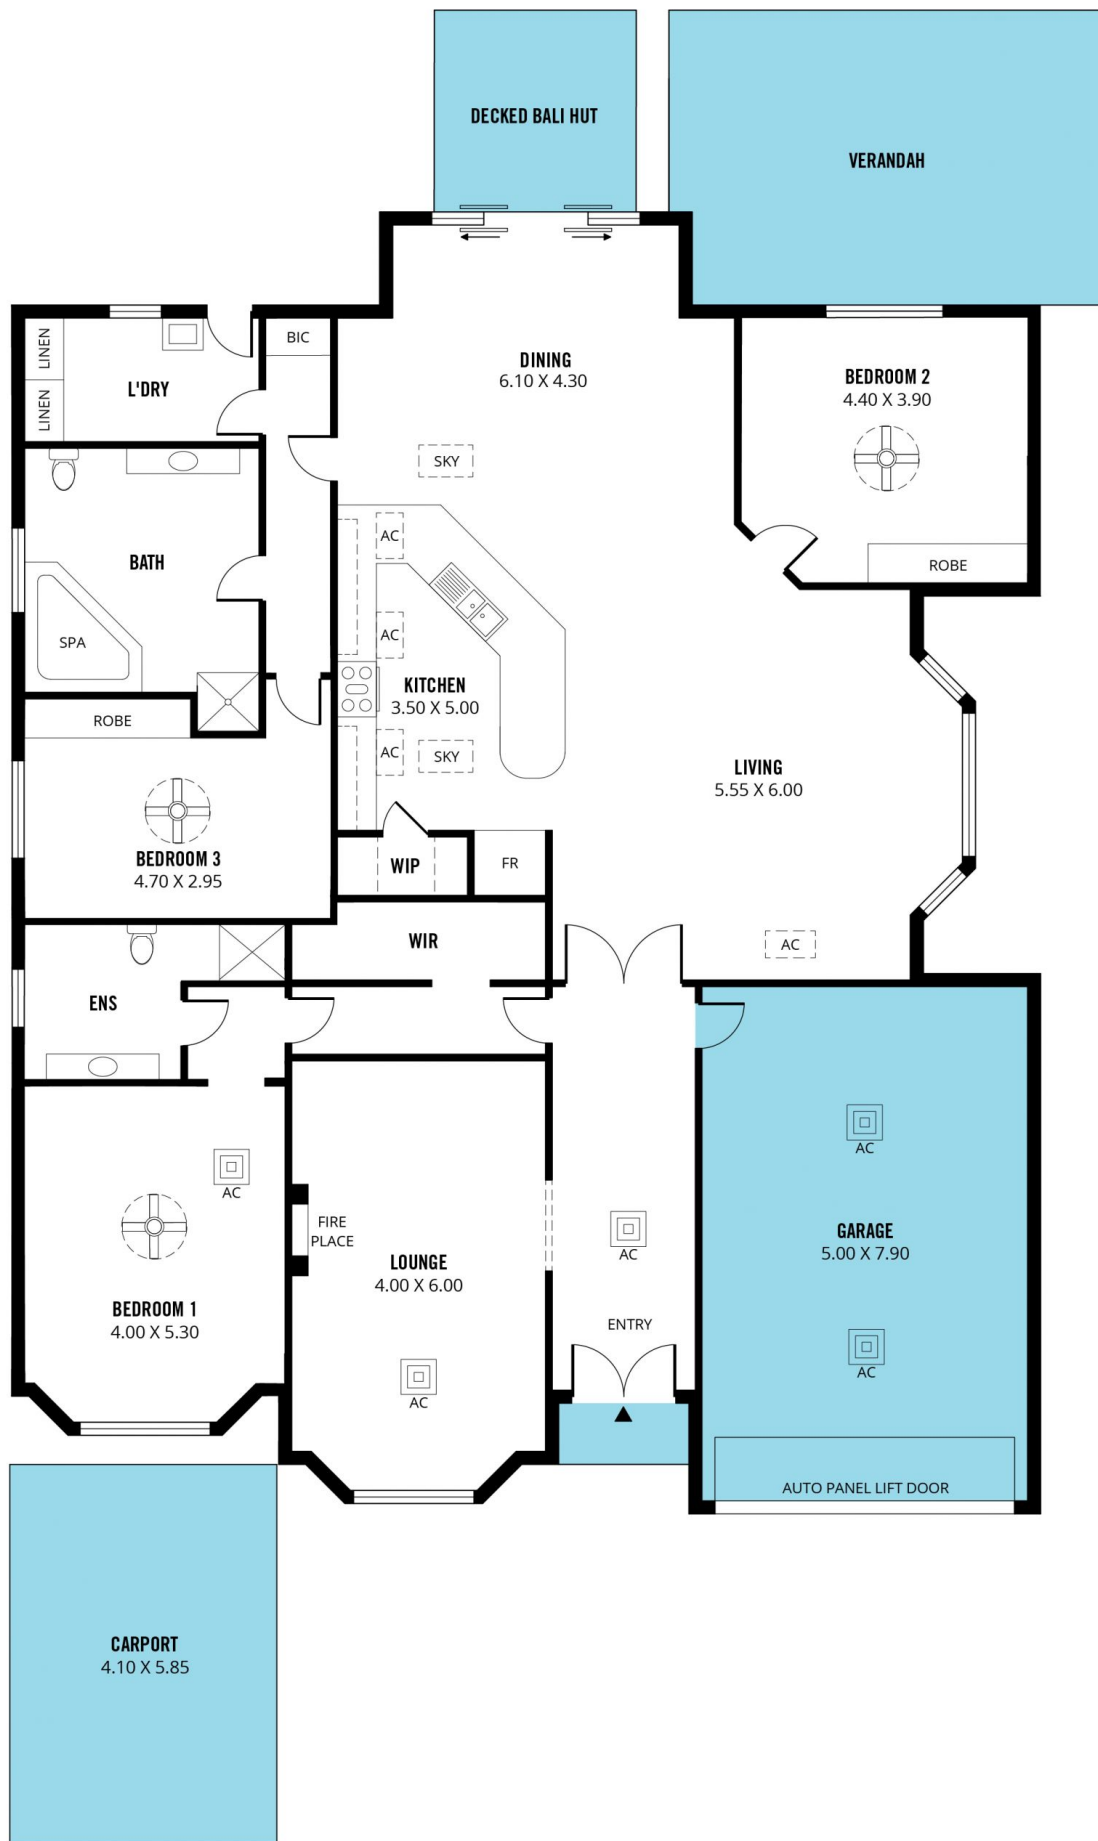 DECKED BALI HUT
VERANDAH
LINEN
LINEN
L'DRY
BIC
DINING
6.10 X 4.30
BEDROOM 2
4.40 X 3.90
SKY
ROBE
BATH
SPA
AC
AC
KITCHEN
3.50 X 5.00
AC
SKY
ROBE
BEDROOM 3
4.70 X 2.95
LIVING
5.55 X 6.00
WIP
FR
WIR
AC
ENS
AC
FIRE
PLACE
BEDROOM 1
4.00 X 5.30
LOUNGE
4.00 X 6.00
AC
AC
ENTRY
AC
GARAGE
5.00 X 7.90
AC
AUTO PANEL LIFT DOOR
CARPORT
4.10 X 5.85